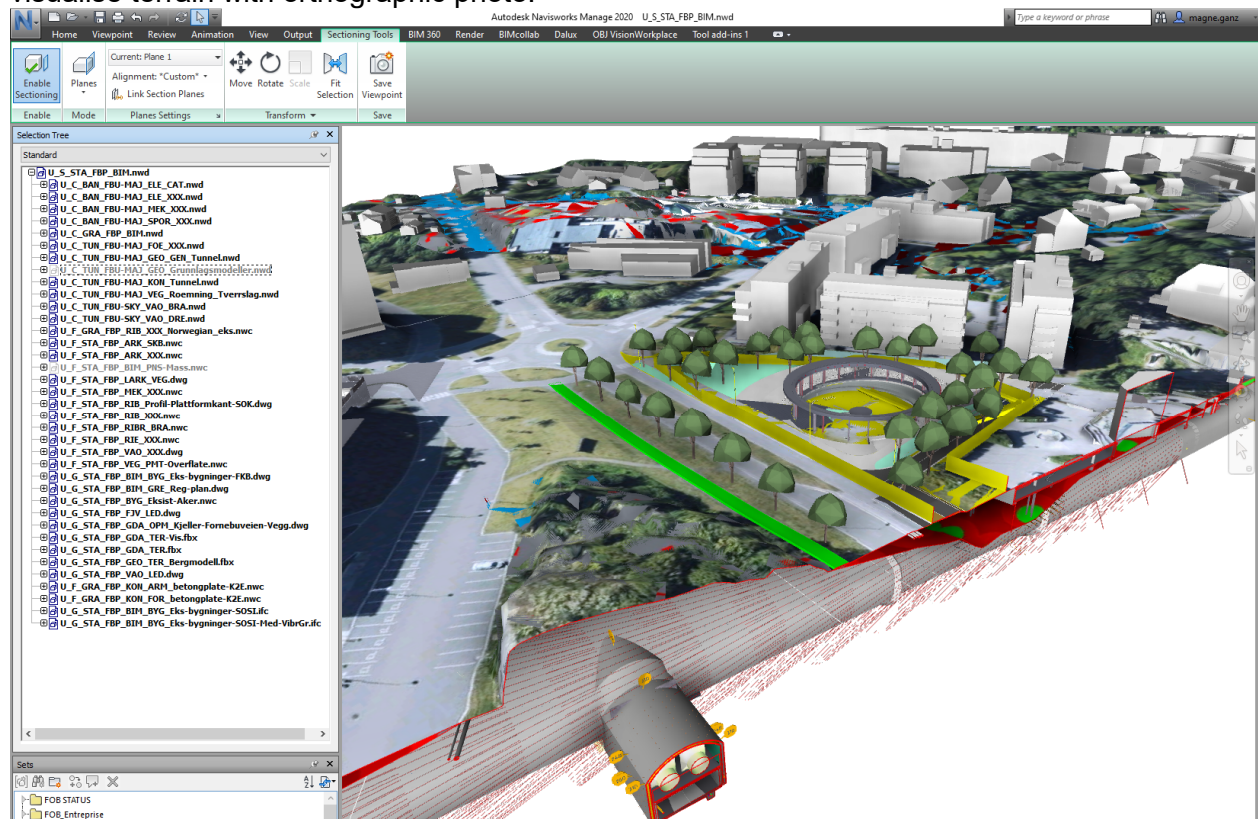 visualise terrain with orthographic photo.
Autodesk Navisworks Manage 2020 U_S_STA_FBP_BIM.nwd
Type a keyword or phrase
magne.ganz
Home Viewpoint Review Animation View Output Sectioning Tools BIM 360 Render BIMcollab Dalux OBJ VisionWorkplace Tool add-ins 1
Enable Sectioning
Planes
Current: Plane 1
Alignment: "Custom"
Link Section Planes
Move Rotate Scale
Fit Selection
Save Viewpoint
Enable Mode Planes Settings Transform Save
Selection Tree
Standard
U_S_STA_FBP_BIM.nwd
U_C_BAN_FBU-MAJ_ELE_CAT.nwd
U_C_BAN_FBU-MAJ_ELE_XXX.nwd
U_C_BAN_FBU-MAJ_MEK_XXX.nwd
U_C_BAN_FBU-MAJ_SPOR_XXX.nwd
U_C_GRA_FBP_BIM.nwd
U_C_TUN_FBU-MAJ_FOE_XXX.nwd
U_C_TUN_FBU-MAJ_GEO_GEN_Tunnel.nwd
U_C_TUN_FBU-MAJ_GEO_Grunnlagsmodeller.nwd
U_C_TUN_FBU-MAJ_KON_Tunnel.nwd
U_C_TUN_FBU-MAJ_VEG_Roemning_Tverrslag.nwd
U_C_TUN_FBU-SKY_VAO_BRA.nwd
U_C_TUN_FBU-SKY_VAO_DRE.nwd
U_F_GRA_FBP_RIB_XXX_Norwegian_eks.nwc
U_F_STA_FBP_ARK_SKB.nwc
U_F_STA_FBP_ARK_XXX.nwc
U_F_STA_FBP_BIM_PNS-Mass.nwc
U_F_STA_FBP_LARK_VEG.dwg
U_F_STA_FBP_MEK_XXX.nwc
U_F_STA_FBP_RIB_Profil-Plattformkant-SOK.dwg
U_F_STA_FBP_RIB_XXX.nwc
U_F_STA_FBP_RIBR_BRA.nwc
U_F_STA_FBP_RIE_XXX.nwc
U_F_STA_FBP_VAO_XXX.dwg
U_F_STA_FBP_VEG_PMT-Overflate.nwc
U_G_STA_FBP_BIM_BYG_Eks-bygninger-FKB.dwg
U_G_STA_FBP_BIM_GRE_Reg-plan.dwg
U_G_STA_FBP_BYG_Eksist-Aker.nwc
U_G_STA_FBP_FJV_LED.dwg
U_G_STA_FBP_GDA_OPM_Kjeller-Fornebuveien-Vegg.dwg
U_G_STA_FBP_GDA_TER-Vis.fbx
U_G_STA_FBP_GDA_TER.fbx
U_G_STA_FBP_GEO_TER_Bergmodell.fbx
U_G_STA_FBP_VAO_LED.dwg
U_F_GRA_FBP_KON_ARM_betongplate-K2E.nwc
U_F_GRA_FBP_KON_FOR_betongplate-K2E.nwc
U_G_STA_FBP_BIM_BYG_Eks-bygninger-SOSI.ifc
U_G_STA_FBP_BIM_BYG_Eks-bygninger-SOSI-Med-VibrGr.ifc
Sets
FOB STATUS
FOB_Entreprise